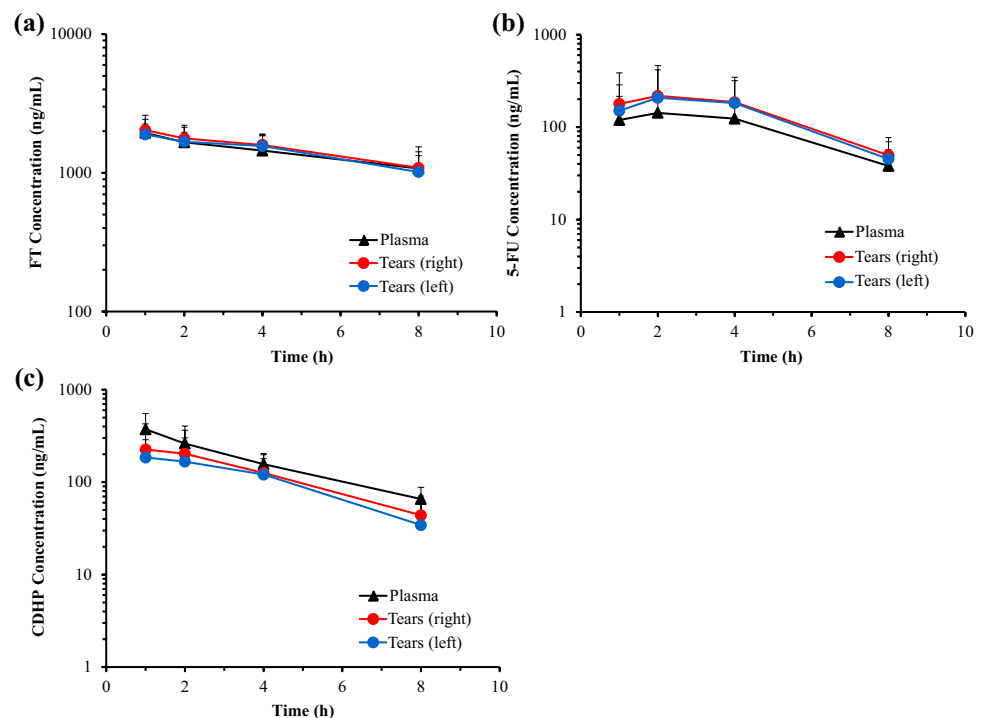 (a)
FT Concentration (ng/mL)
10000
1000
100
0 2 4 6 8 10
Time (h)
Plasma
Tears (right)
Tears (left)
(b)
5-FU Concentration (ng/mL)
1000
100
10
1
0 2 4 6 8 10
Time (h)
Plasma
Tears (right)
Tears (left)
(c)
CDHP Concentration (ng/mL)
1000
100
10
1
0 2 4 6 8 10
Time (h)
Plasma
Tears (right)
Tears (left)